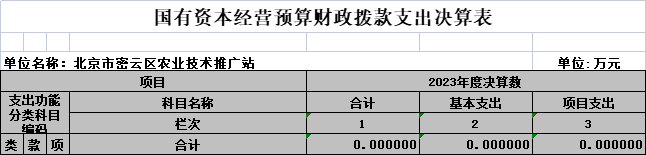 国有资本经营预算财政拨款支出决算表
单位名称：北京市密云区农业技术推广站 单位:万元
项目 2023年度决算数
支出功能分类科目编码 科目名称 合计 基本支出 项目支出
栏次 1 2 3
类 款 项 合计 0.000000 0.000000 0.000000